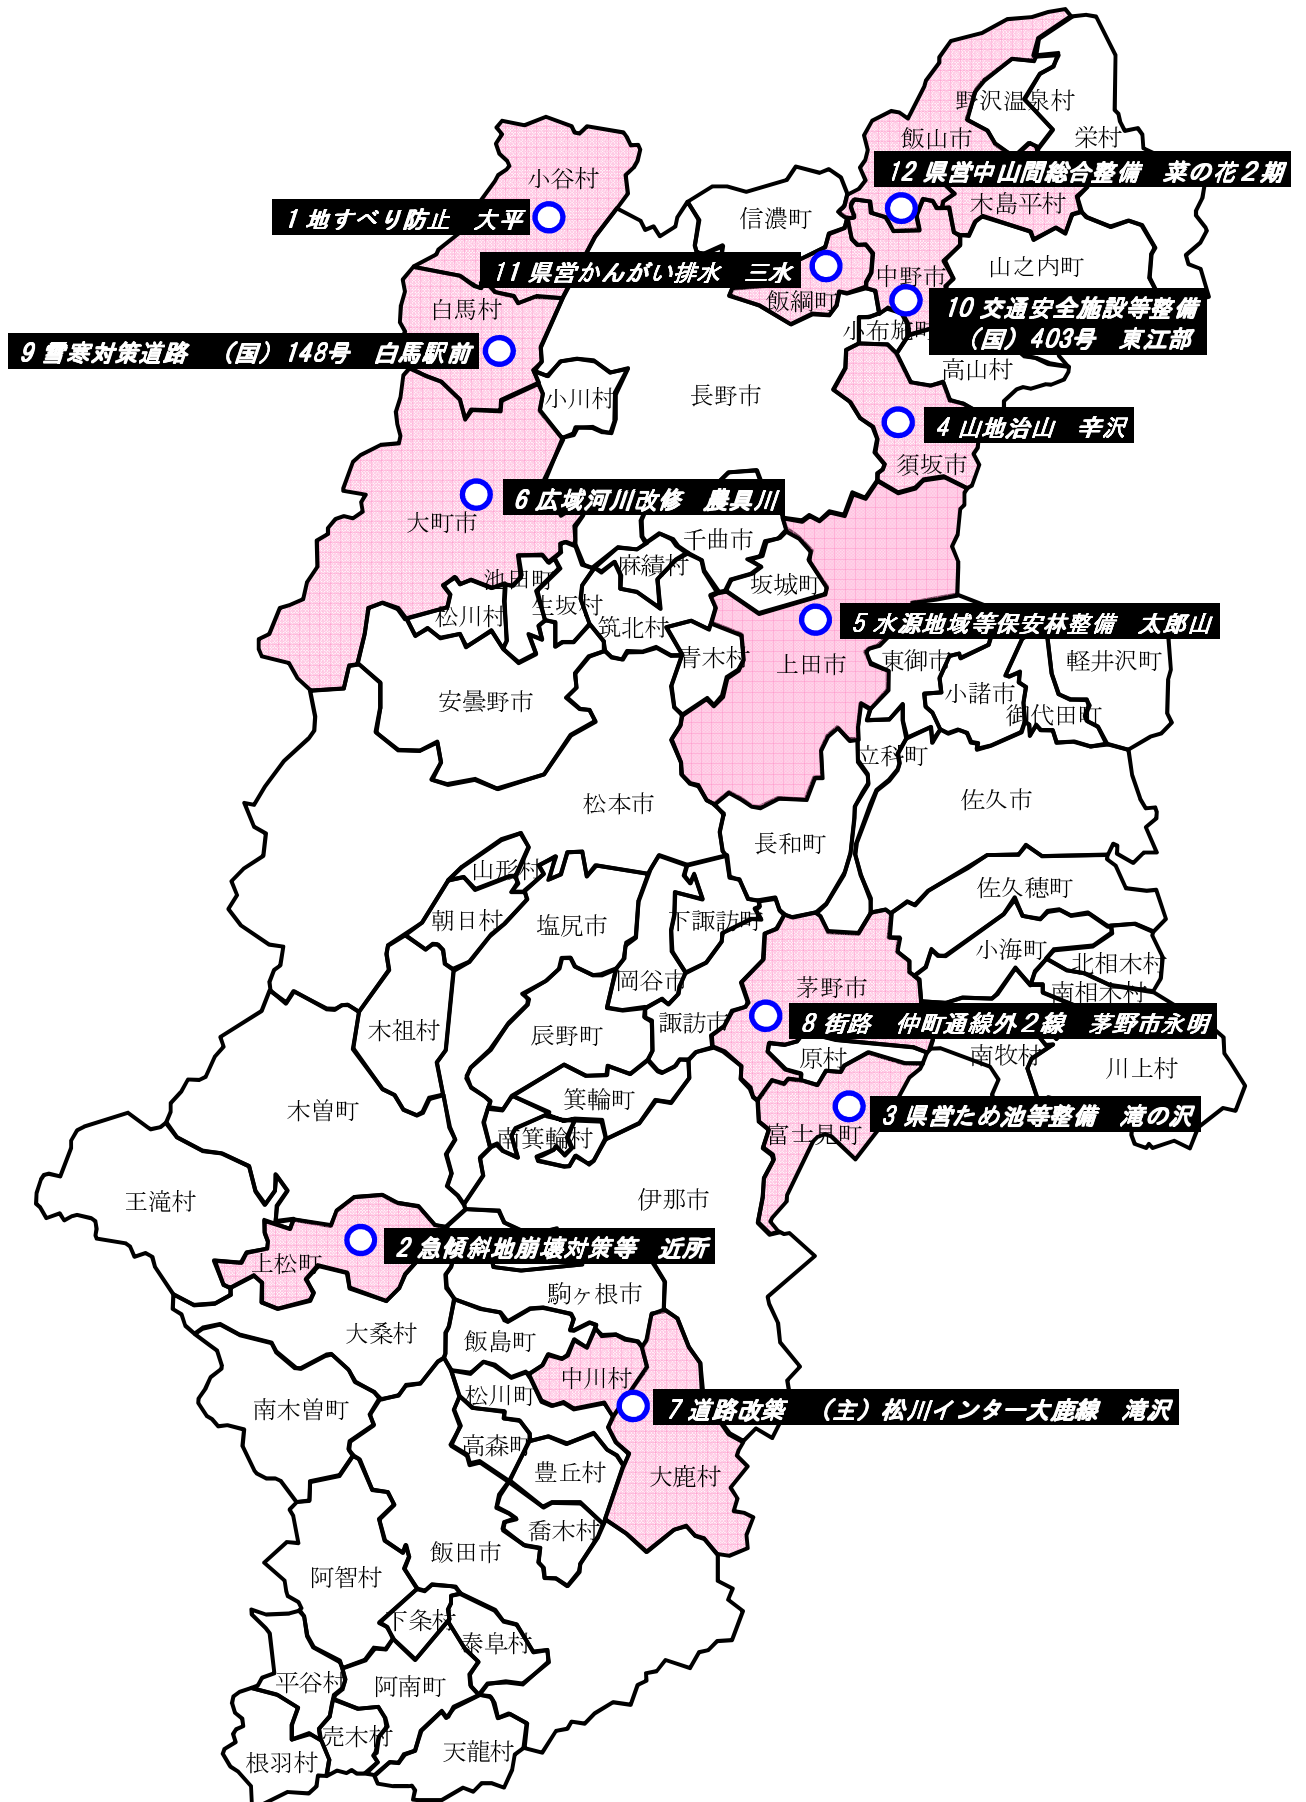 野沢温泉村
飯山市
栄村
12 県営中山間総合整備　菜の花２期
小谷村
木島平村
1 地すべり防止　大平
信濃町
山之内町
11 県営かんがい排水　三水
中野市
飯綱町
白馬村
10 交通安全施設等整備
（国）403号　東江部
小布施町
9 雪寒対策道路　（国）148号　白馬駅前
高山村
小川村
長野市
4 山地治山　辛沢
須坂市
6 広域河川改修　農具川
大町市
千曲市
麻績村
池田町
坂城町
生坂村
松川村
筑北村
5 水源地域等保安林整備　太郎山
青木村
上田市
東御市
軽井沢町
小諸市
安曇野市
御代田町
立科町
松本市
佐久市
長和町
山形村
佐久穂町
朝日村
塩尻市
下諏訪町
小海町
北相木村
岡谷市
茅野市
南相木村
木祖村
辰野町
諏訪市
8 街路　仲町通線外２線　茅野市永明
原村
南牧村
川上村
箕輪町
木曽町
3 県営ため池等整備　滝の沢
南箕輪村
富士見町
王滝村
伊那市
2 急傾斜地崩壊対策等　近所
上松町
駒ヶ根市
大桑村
飯島町
中川村
松川町
南木曽町
7 道路改築　（主）松川インター大鹿線　滝沢
高森町
豊丘村
大鹿村
喬木村
飯田市
阿智村
下条村
泰阜村
平谷村
阿南町
売木村
天龍村
根羽村